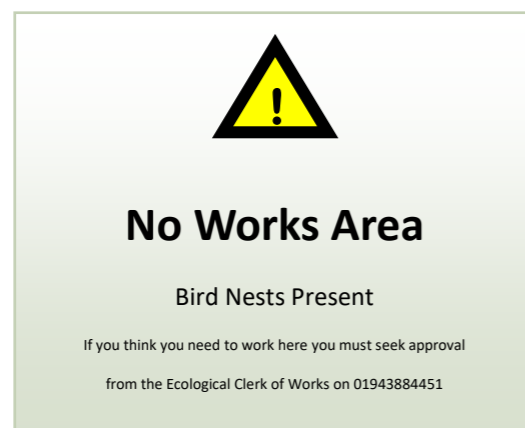 !
No Works Area
Bird Nests Present
If you think you need to work here you must seek approval
from the Ecological Clerk of Works on 01943884451